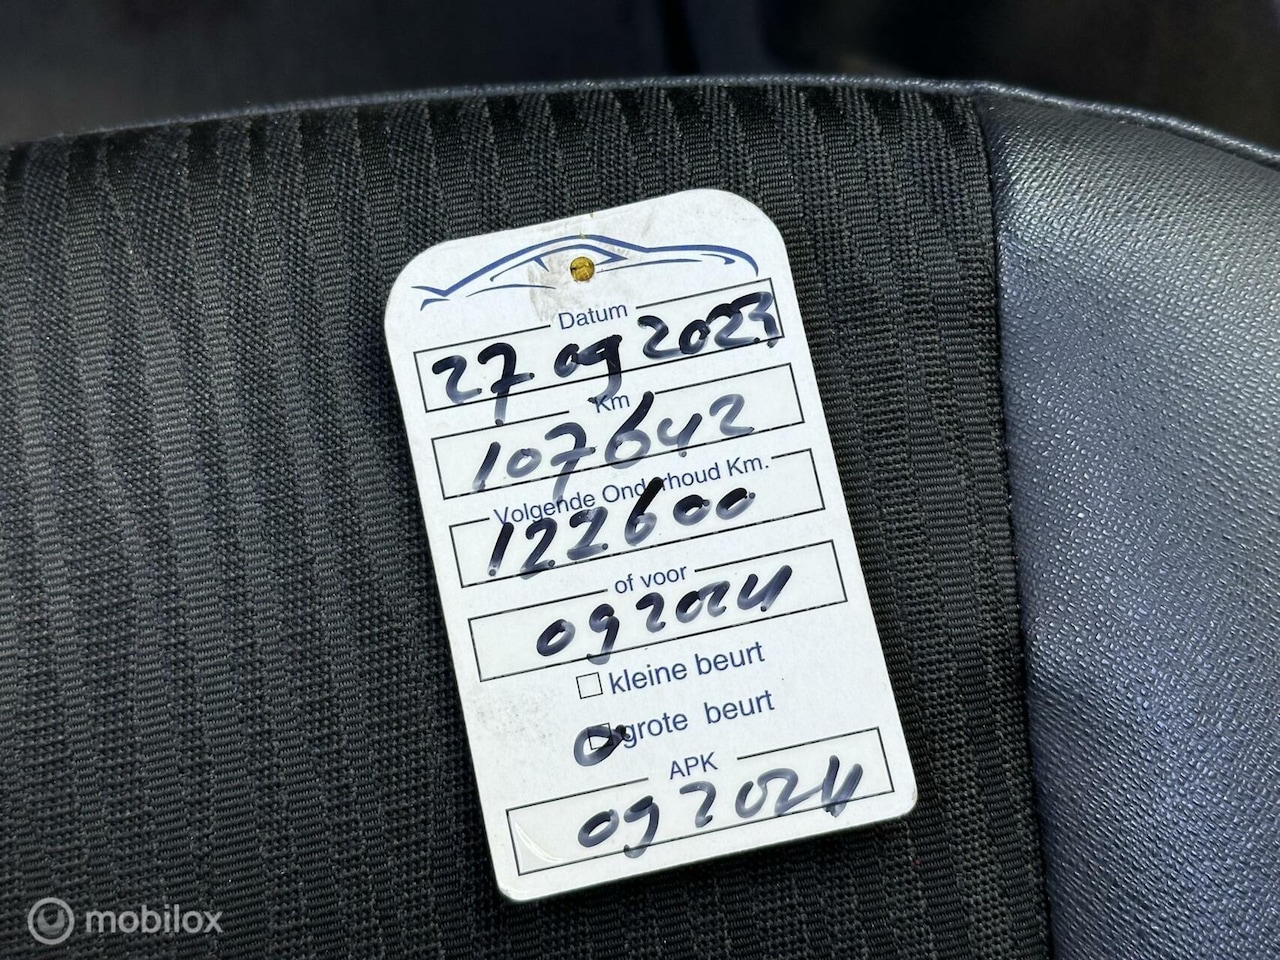 Datum
27 09 2023
Km
107642
Volgende Onderhoud Km.
122600
of voor
09 2024
kleine beurt
grote beurt
APK
09 2024
mobilox